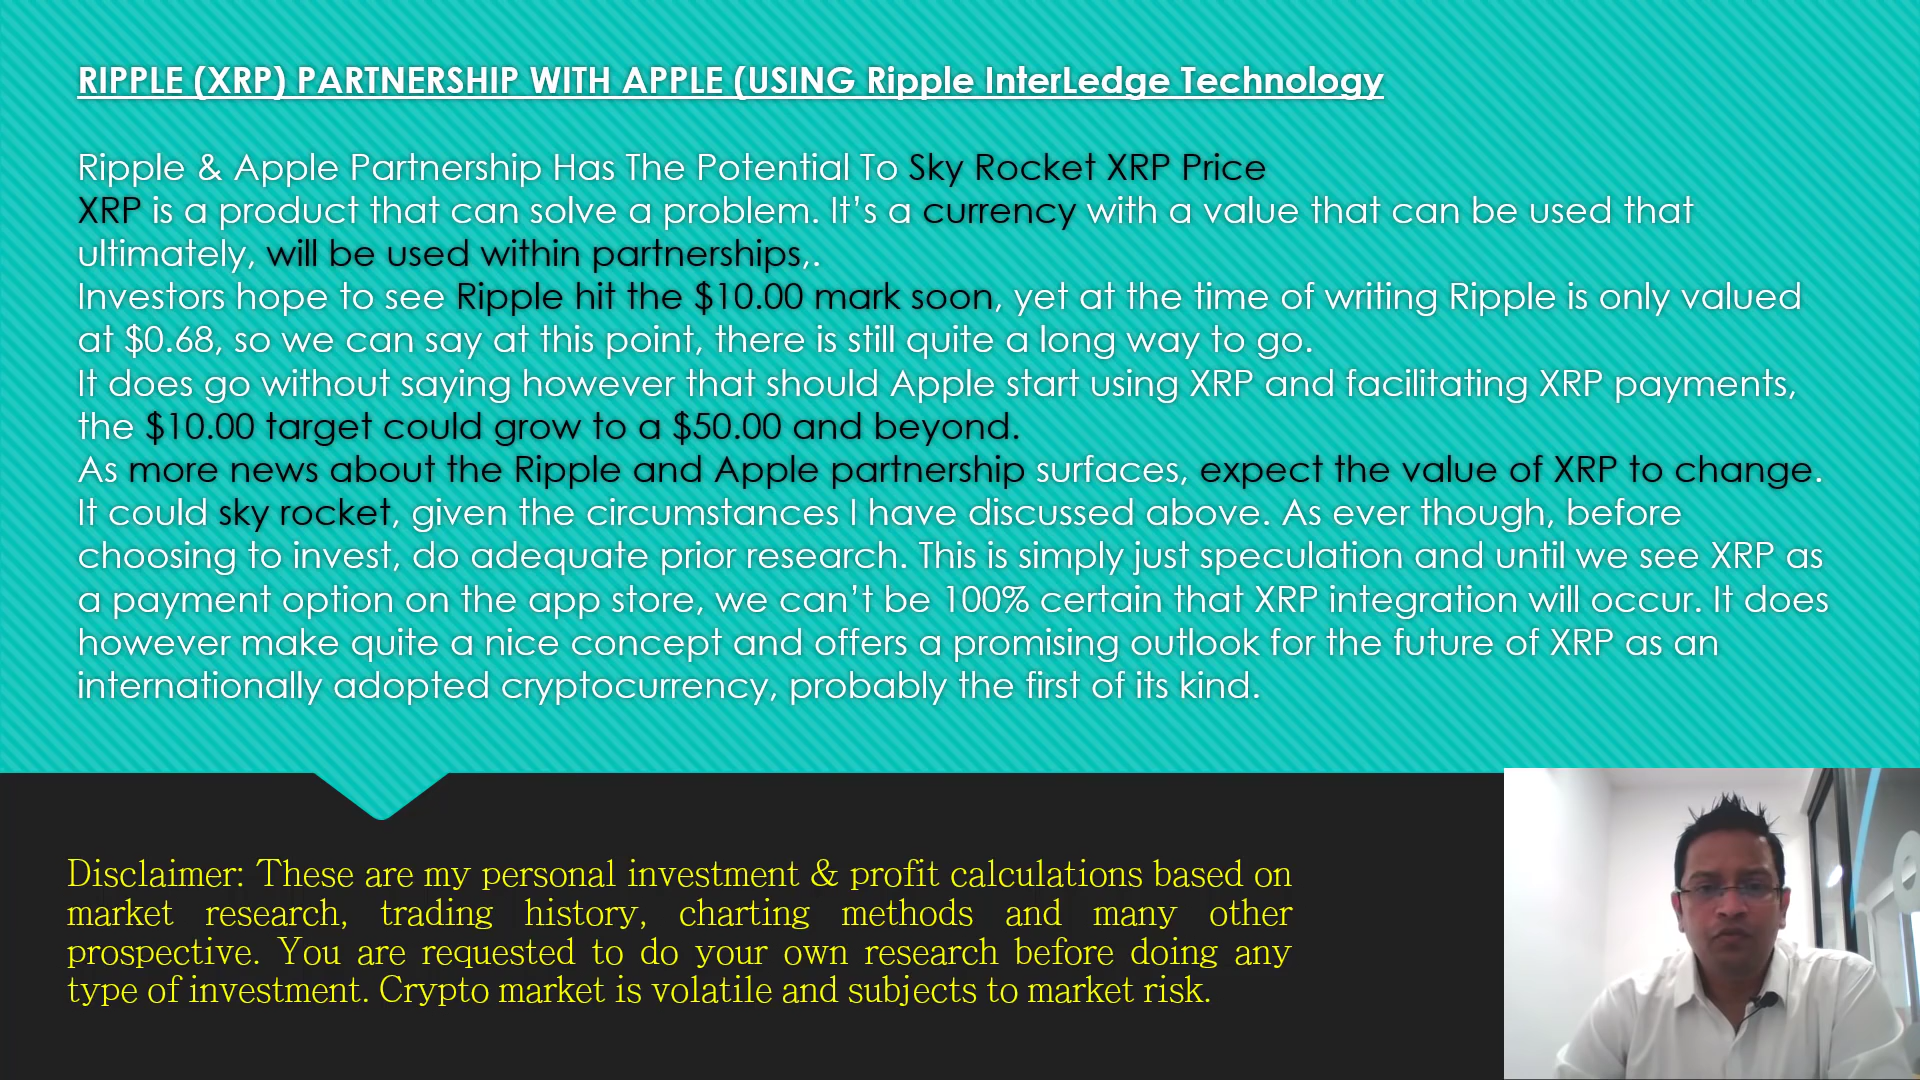 RIPPLE (XRP) PARTNERSHIP WITH APPLE (USING Ripple InterLedge Technology
Ripple & Apple Partnership Has The Potential To Sky Rocket XRP Price
XRP is a product that can solve a problem. It’s a currency with a value that can be used that
ultimately, will be used within partnerships,.
Investors hope to see Ripple hit the $10.00 mark soon, yet at the time of writing Ripple is only valued
at $0.68, so we can say at this point, there is still quite a long way to go.
It does go without saying however that should Apple start using XRP and facilitating XRP payments,
the $10.00 target could grow to a $50.00 and beyond.
As more news about the Ripple and Apple partnership surfaces, expect the value of XRP to change.
It could sky rocket, given the circumstances I have discussed above. As ever though, before
choosing to invest, do adequate prior research. This is simply just speculation and until we see XRP as
a payment option on the app store, we can’t be 100% certain that XRP integration will occur. It does
however make quite a nice concept and offers a promising outlook for the future of XRP as an
internationally adopted cryptocurrency, probably the first of its kind.
Disclaimer: These are my personal investment & profit calculations based on
market research, trading history, charting methods and many other
prospective. You are requested to do your own research before doing any
type of investment. Crypto market is volatile and subjects to market risk.